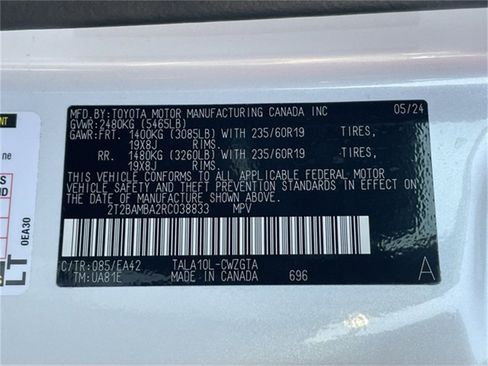 MFD.BY:TOYOTA MOTOR MANUFACTURING CANADA INC 05/24
GVWR:2480KG (5465LB)
GAWR:FRT. 1400KG (3085LB) WITH 235/60R19 TIRES,
19X8J RIMS.
RR. 1480KG (3260LB) WITH 235/60R19 TIRES,
19X8J RIMS.
THIS VEHICLE CONFORMS TO ALL APPLICABLE FEDERAL MOTOR
VEHICLE SAFETY AND THEFT PREVENTION STANDARDS IN EFFECT ON
THE DATE OF MANUFACTURE SHOWN ABOVE.
2T2BAMBA2RC038833 MPV
C/TR:085/EA42 TALA10L-CWZGTA A
/TM:UA81E MADE IN CANADA 696
ne
S
ND
LT
0EA30